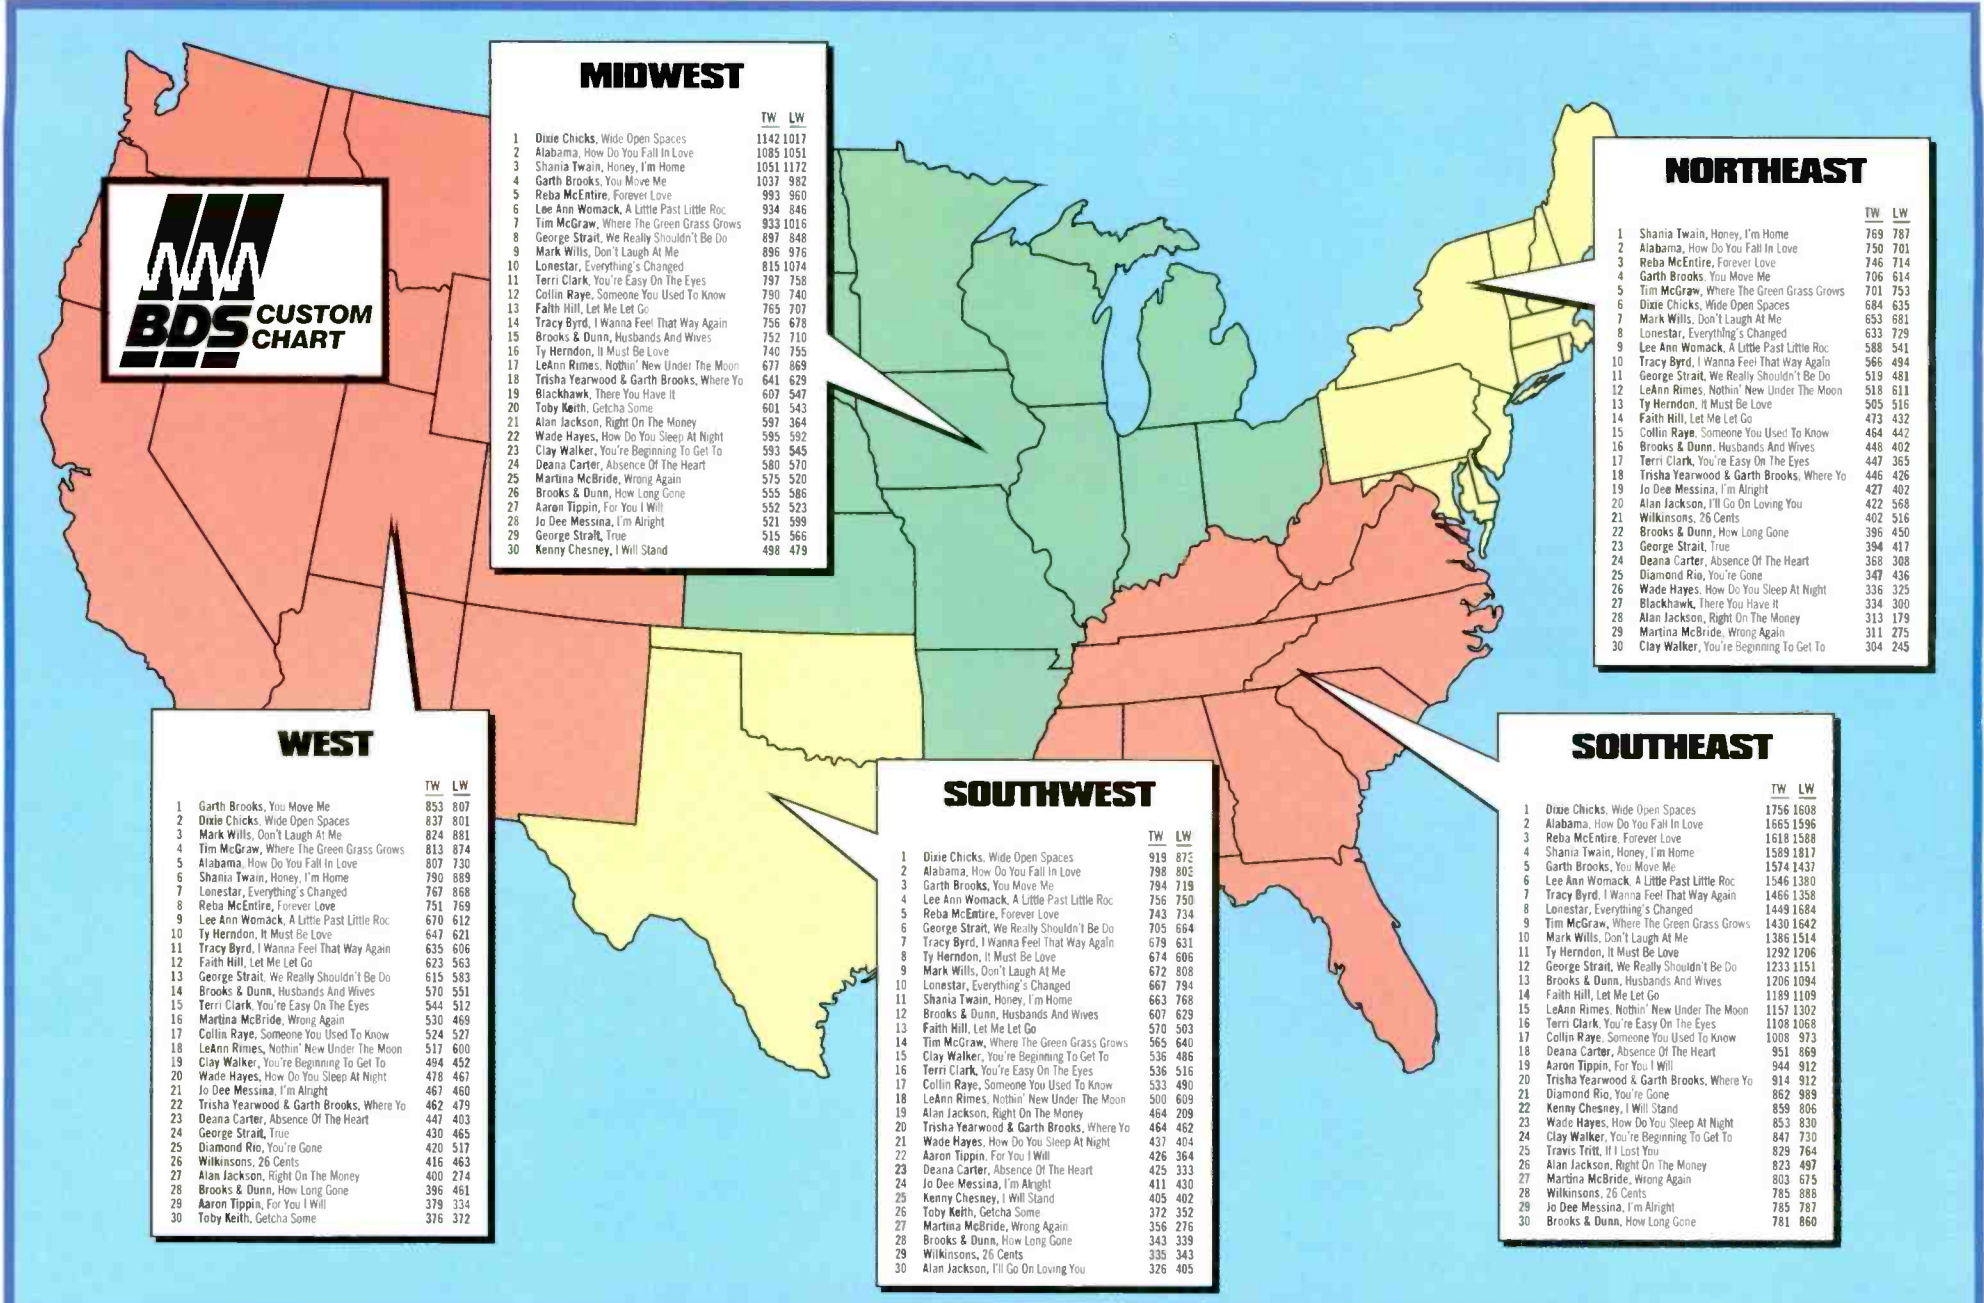 BDS CUSTOM
CHART
MIDWEST
TW LW
1 Dixie Chicks, Wide Open Spaces 1142 1017
2 Alabama, How Do You Fall In Love 1085 1051
3 Shania Twain, Honey, I'm Home 1051 1172
4 Garth Brooks, You Move Me 1037 982
5 Reba McEntire, Forever Love 993 960
6 Lee Ann Womack, A Little Past Little Roc 934 846
7 Tim McGraw, Where The Green Grass Grows 933 1016
8 George Strait, We Really Shouldn't Be Do 897 848
9 Mark Wills, Don't Laugh At Me 896 976
10 Lonestar, Everything's Changed 815 1074
11 Terri Clark, You're Easy On The Eyes 797 758
12 Collin Raye, Someone You Used To Know 790 740
13 Faith Hill, Let Me Let Go 765 707
14 Tracy Byrd, I Wanna Feel That Way Again 756 678
15 Brooks & Dunn, Husbands And Wives 752 710
16 Ty Herndon, It Must Be Love 740 755
17 LeAnn Rimes, Nothin' New Under The Moon 677 869
18 Trisha Yearwood & Garth Brooks, Where Yo 641 629
19 Blackhawk, There You Have It 607 547
20 Toby Keith, Getcha Some 601 543
21 Alan Jackson, Right On The Money 597 364
22 Wade Hayes, How Do You Sleep At Night 595 592
23 Clay Walker, You're Beginning To Get To 593 545
24 Deana Carter, Absence Of The Heart 580 570
25 Martina McBride, Wrong Again 575 520
26 Brooks & Dunn, How Long Gone 555 586
27 Aaron Tippin, For You I Will 552 523
28 Jo Dee Messina, I'm Alright 521 599
29 George Strait, True 515 566
30 Kenny Chesney, I Will Stand 498 479
NORTHEAST
TW LW
1 Shania Twain, Honey, I'm Home 769 787
2 Alabama, How Do You Fall In Love 750 701
3 Reba McEntire, Forever Love 746 714
4 Garth Brooks, You Move Me 706 614
5 Tim McGraw, Where The Green Grass Grows 701 753
6 Dixie Chicks, Wide Open Spaces 684 635
7 Mark Wills, Don't Laugh At Me 653 681
8 Lonestar, Everything's Changed 633 729
9 Lee Ann Womack, A Little Past Little Roc 588 541
10 Tracy Byrd, I Wanna Feel That Way Again 566 494
11 George Strait, We Really Shouldn't Be Do 519 481
12 LeAnn Rimes, Nothin' New Under The Moon 518 611
13 Ty Herndon, It Must Be Love 505 516
14 Faith Hill, Let Me Let Go 473 432
15 Collin Raye, Someone You Used To Know 464 442
16 Brooks & Dunn, Husbands And Wives 448 402
17 Terri Clark, You're Easy On The Eyes 447 365
18 Trisha Yearwood & Garth Brooks, Where Yo 446 426
19 Jo Dee Messina, I'm Alright 427 402
20 Alan Jackson, I'll Go On Loving You 422 568
21 Wilkinsons, 26 Cents 402 516
22 Brooks & Dunn, How Long Gone 396 450
23 George Strait, True 394 417
24 Deana Carter, Absence Of The Heart 368 308
25 Diamond Rio, You're Gone 347 436
26 Wade Hayes, How Do You Sleep At Night 336 325
27 Blackhawk, There You Have It 334 300
28 Alan Jackson, Right On The Money 313 179
29 Martina McBride, Wrong Again 311 275
30 Clay Walker, You're Beginning To Get To 304 245
WEST
TW LW
1 Garth Brooks, You Move Me 853 807
2 Dixie Chicks, Wide Open Spaces 837 801
3 Mark Wills, Don't Laugh At Me 824 881
4 Tim McGraw, Where The Green Grass Grows 813 874
5 Alabama, How Do You Fall In Love 807 730
6 Shania Twain, Honey, I'm Home 790 889
7 Lonestar, Everything's Changed 767 868
8 Reba McEntire, Forever Love 751 769
9 Lee Ann Womack, A Little Past Little Roc 670 612
10 Ty Herndon, It Must Be Love 647 621
11 Tracy Byrd, I Wanna Feel That Way Again 635 606
12 Faith Hill, Let Me Let Go 623 563
13 George Strait, We Really Shouldn't Be Do 615 583
14 Brooks & Dunn, Husbands And Wives 570 551
15 Terri Clark, You're Easy On The Eyes 544 512
16 Martina McBride, Wrong Again 530 469
17 Collin Raye, Someone You Used To Know 524 527
18 LeAnn Rimes, Nothin' New Under The Moon 517 600
19 Clay Walker, You're Beginning To Get To 494 452
20 Wade Hayes, How Do You Sleep At Night 478 467
21 Jo Dee Messina, I'm Alright 467 460
22 Trisha Yearwood & Garth Brooks, Where Yo 462 479
23 Deana Carter, Absence Of The Heart 447 403
24 George Strait, True 430 465
25 Diamond Rio, You're Gone 420 517
26 Wilkinsons, 26 Cents 416 463
27 Alan Jackson, Right On The Money 400 274
28 Brooks & Dunn, How Long Gone 396 461
29 Aaron Tippin, For You I Will 379 334
30 Toby Keith, Getcha Some 376 372
SOUTHWEST
TW LW
1 Dixie Chicks, Wide Open Spaces 919 873
2 Alabama, How Do You Fall In Love 798 803
3 Garth Brooks, You Move Me 794 719
4 Lee Ann Womack, A Little Past Little Roc 756 750
5 Reba McEntire, Forever Love 743 734
6 George Strait, We Really Shouldn't Be Do 705 664
7 Tracy Byrd, I Wanna Feel That Way Again 679 631
8 Ty Herndon, It Must Be Love 674 606
9 Mark Wills, Don't Laugh At Me 672 808
10 Lonestar, Everything's Changed 667 794
11 Shania Twain, Honey, I'm Home 663 768
12 Brooks & Dunn, Husbands And Wives 607 629
13 Faith Hill, Let Me Let Go 570 503
14 Tim McGraw, Where The Green Grass Grows 565 640
15 Clay Walker, You're Beginning To Get To 536 486
16 Terri Clark, You're Easy On The Eyes 536 516
17 Collin Raye, Someone You Used To Know 533 490
18 LeAnn Rimes, Nothin' New Under The Moon 500 609
19 Alan Jackson, Right On The Money 464 209
20 Trisha Yearwood & Garth Brooks, Where Yo 464 462
21 Wade Hayes, How Do You Sleep At Night 437 404
22 Aaron Tippin, For You I Will 426 364
23 Deana Carter, Absence Of The Heart 425 333
24 Jo Dee Messina, I'm Alright 411 430
25 Kenny Chesney, I Will Stand 405 402
26 Toby Keith, Getcha Some 372 352
27 Martina McBride, Wrong Again 356 276
28 Brooks & Dunn, How Long Gone 343 339
29 Wilkinsons, 26 Cents 335 343
30 Alan Jackson, I'll Go On Loving You 326 405
SOUTHEAST
TW LW
1 Dixie Chicks, Wide Open Spaces 1756 1608
2 Alabama, How Do You Fall In Love 1665 1596
3 Reba McEntire, Forever Love 1618 1588
4 Shania Twain, Honey, I'm Home 1589 1817
5 Garth Brooks, You Move Me 1574 1437
6 Lee Ann Womack, A Little Past Little Roc 1546 1380
7 Tracy Byrd, I Wanna Feel That Way Again 1466 1358
8 Lonestar, Everything's Changed 1449 1684
9 Tim McGraw, Where The Green Grass Grows 1430 1642
10 Mark Wills, Don't Laugh At Me 1386 1514
11 Ty Herndon, It Must Be Love 1292 1206
12 George Strait, We Really Shouldn't Be Do 1233 1151
13 Brooks & Dunn, Husbands And Wives 1206 1094
14 Faith Hill, Let Me Let Go 1189 1109
15 LeAnn Rimes, Nothin' New Under The Moon 1157 1302
16 Terri Clark, You're Easy On The Eyes 1108 1068
17 Collin Raye, Someone You Used To Know 1008 973
18 Deana Carter, Absence Of The Heart 951 869
19 Aaron Tippin, For You I Will 944 912
20 Trisha Yearwood & Garth Brooks, Where Yo 914 912
21 Diamond Rio, You're Gone 862 989
22 Kenny Chesney, I Will Stand 859 806
23 Wade Hayes, How Do You Sleep At Night 853 830
24 Clay Walker, You're Beginning To Get To 847 730
25 Travis Tritt, If I Lost You 829 764
26 Alan Jackson, Right On The Money 823 497
27 Martina McBride, Wrong Again 803 675
28 Wilkinsons, 26 Cents 785 888
29 Jo Dee Messina, I'm Alright 785 787
30 Brooks & Dunn, How Long Gone 781 860